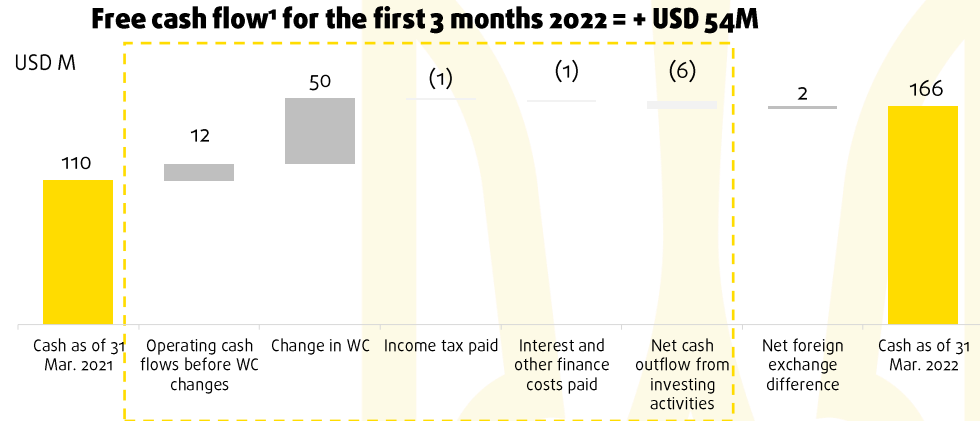 Free cash flow¹ for the first 3 months 2022 = + USD 54M
USD M
110
12
50
(1)
(1)
(6)
2
166
Cash as of 31
Mar. 2021
Operating cash
flows before WC
changes
Change in WC
Income tax paid
Interest and
other finance
costs paid
Net cash
outflow from
investing
activities
Net foreign
exchange
difference
Cash as of 31
Mar. 2022